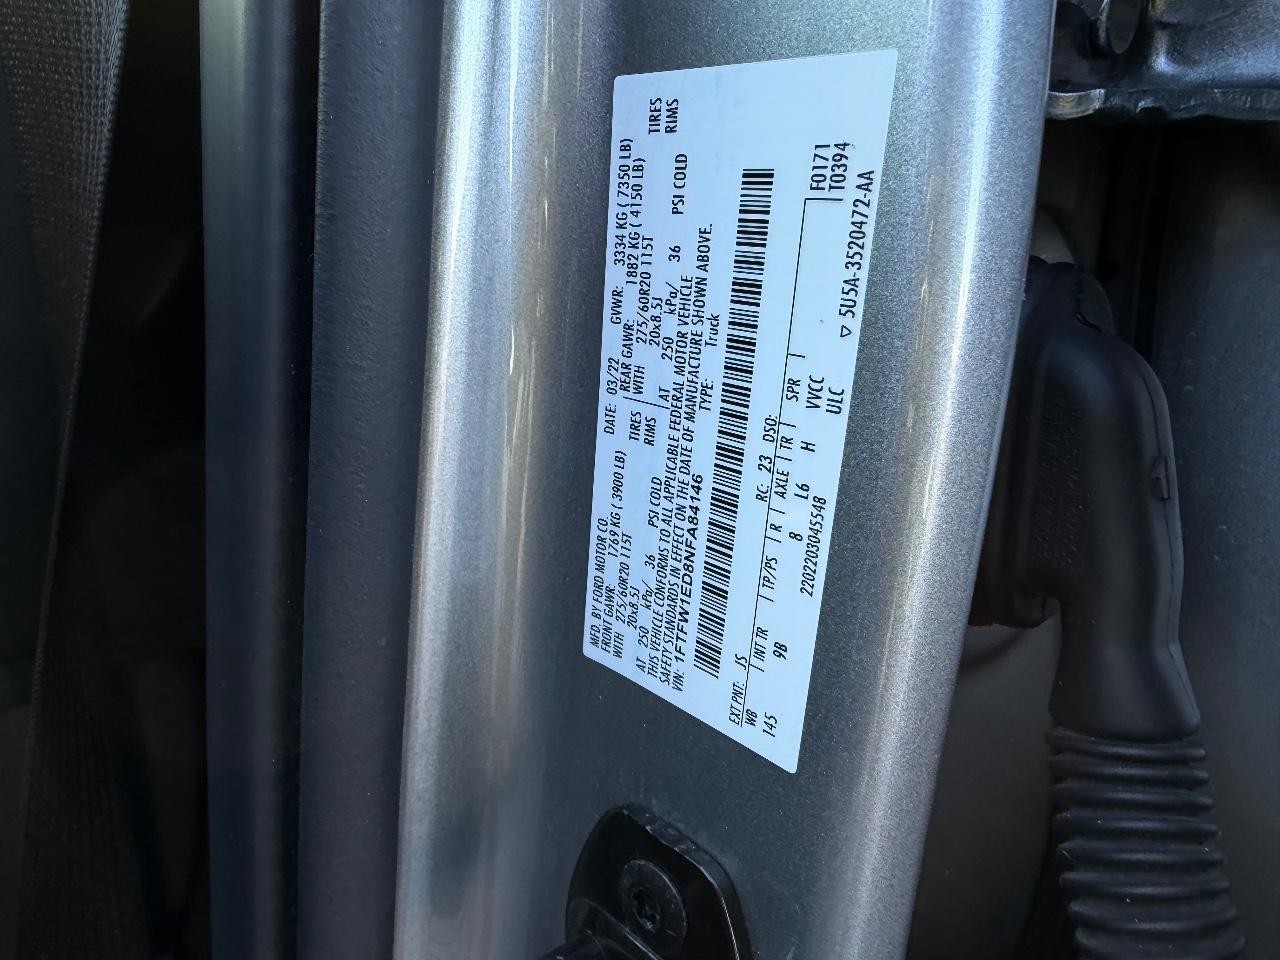 MFD. BY FORD MOTOR CO. DATE: 03/22 GVWR: 3334 KG ( 7350 LB)
FRONT GAWR: 1769 KG ( 3900 LB) REAR GAWR: 1882 KG ( 4150 LB)
WITH 275/60R20 115T TIRES WITH 275/60R20 115T TIRES
20x8.5J RIMS 20x8.5J RIMS
AT 250 kPa/ 36 PSI COLD AT 250 kPa/ 36 PSI COLD
THIS VEHICLE CONFORMS TO ALL APPLICABLE FEDERAL MOTOR VEHICLE
SAFETY STANDARDS IN EFFECT ON THE DATE OF MANUFACTURE SHOWN ABOVE.
VIN: 1FTFW1ED8NFA84146 TYPE: Truck
EXT PNT: JS RC: 23 DSO: F0171
WB INT TR TP/PS R AXLE TR SPR T0394
145 9B 8 L6 H VVCC
2202203045548 ULC ▽ 5U5A-3520472-AA